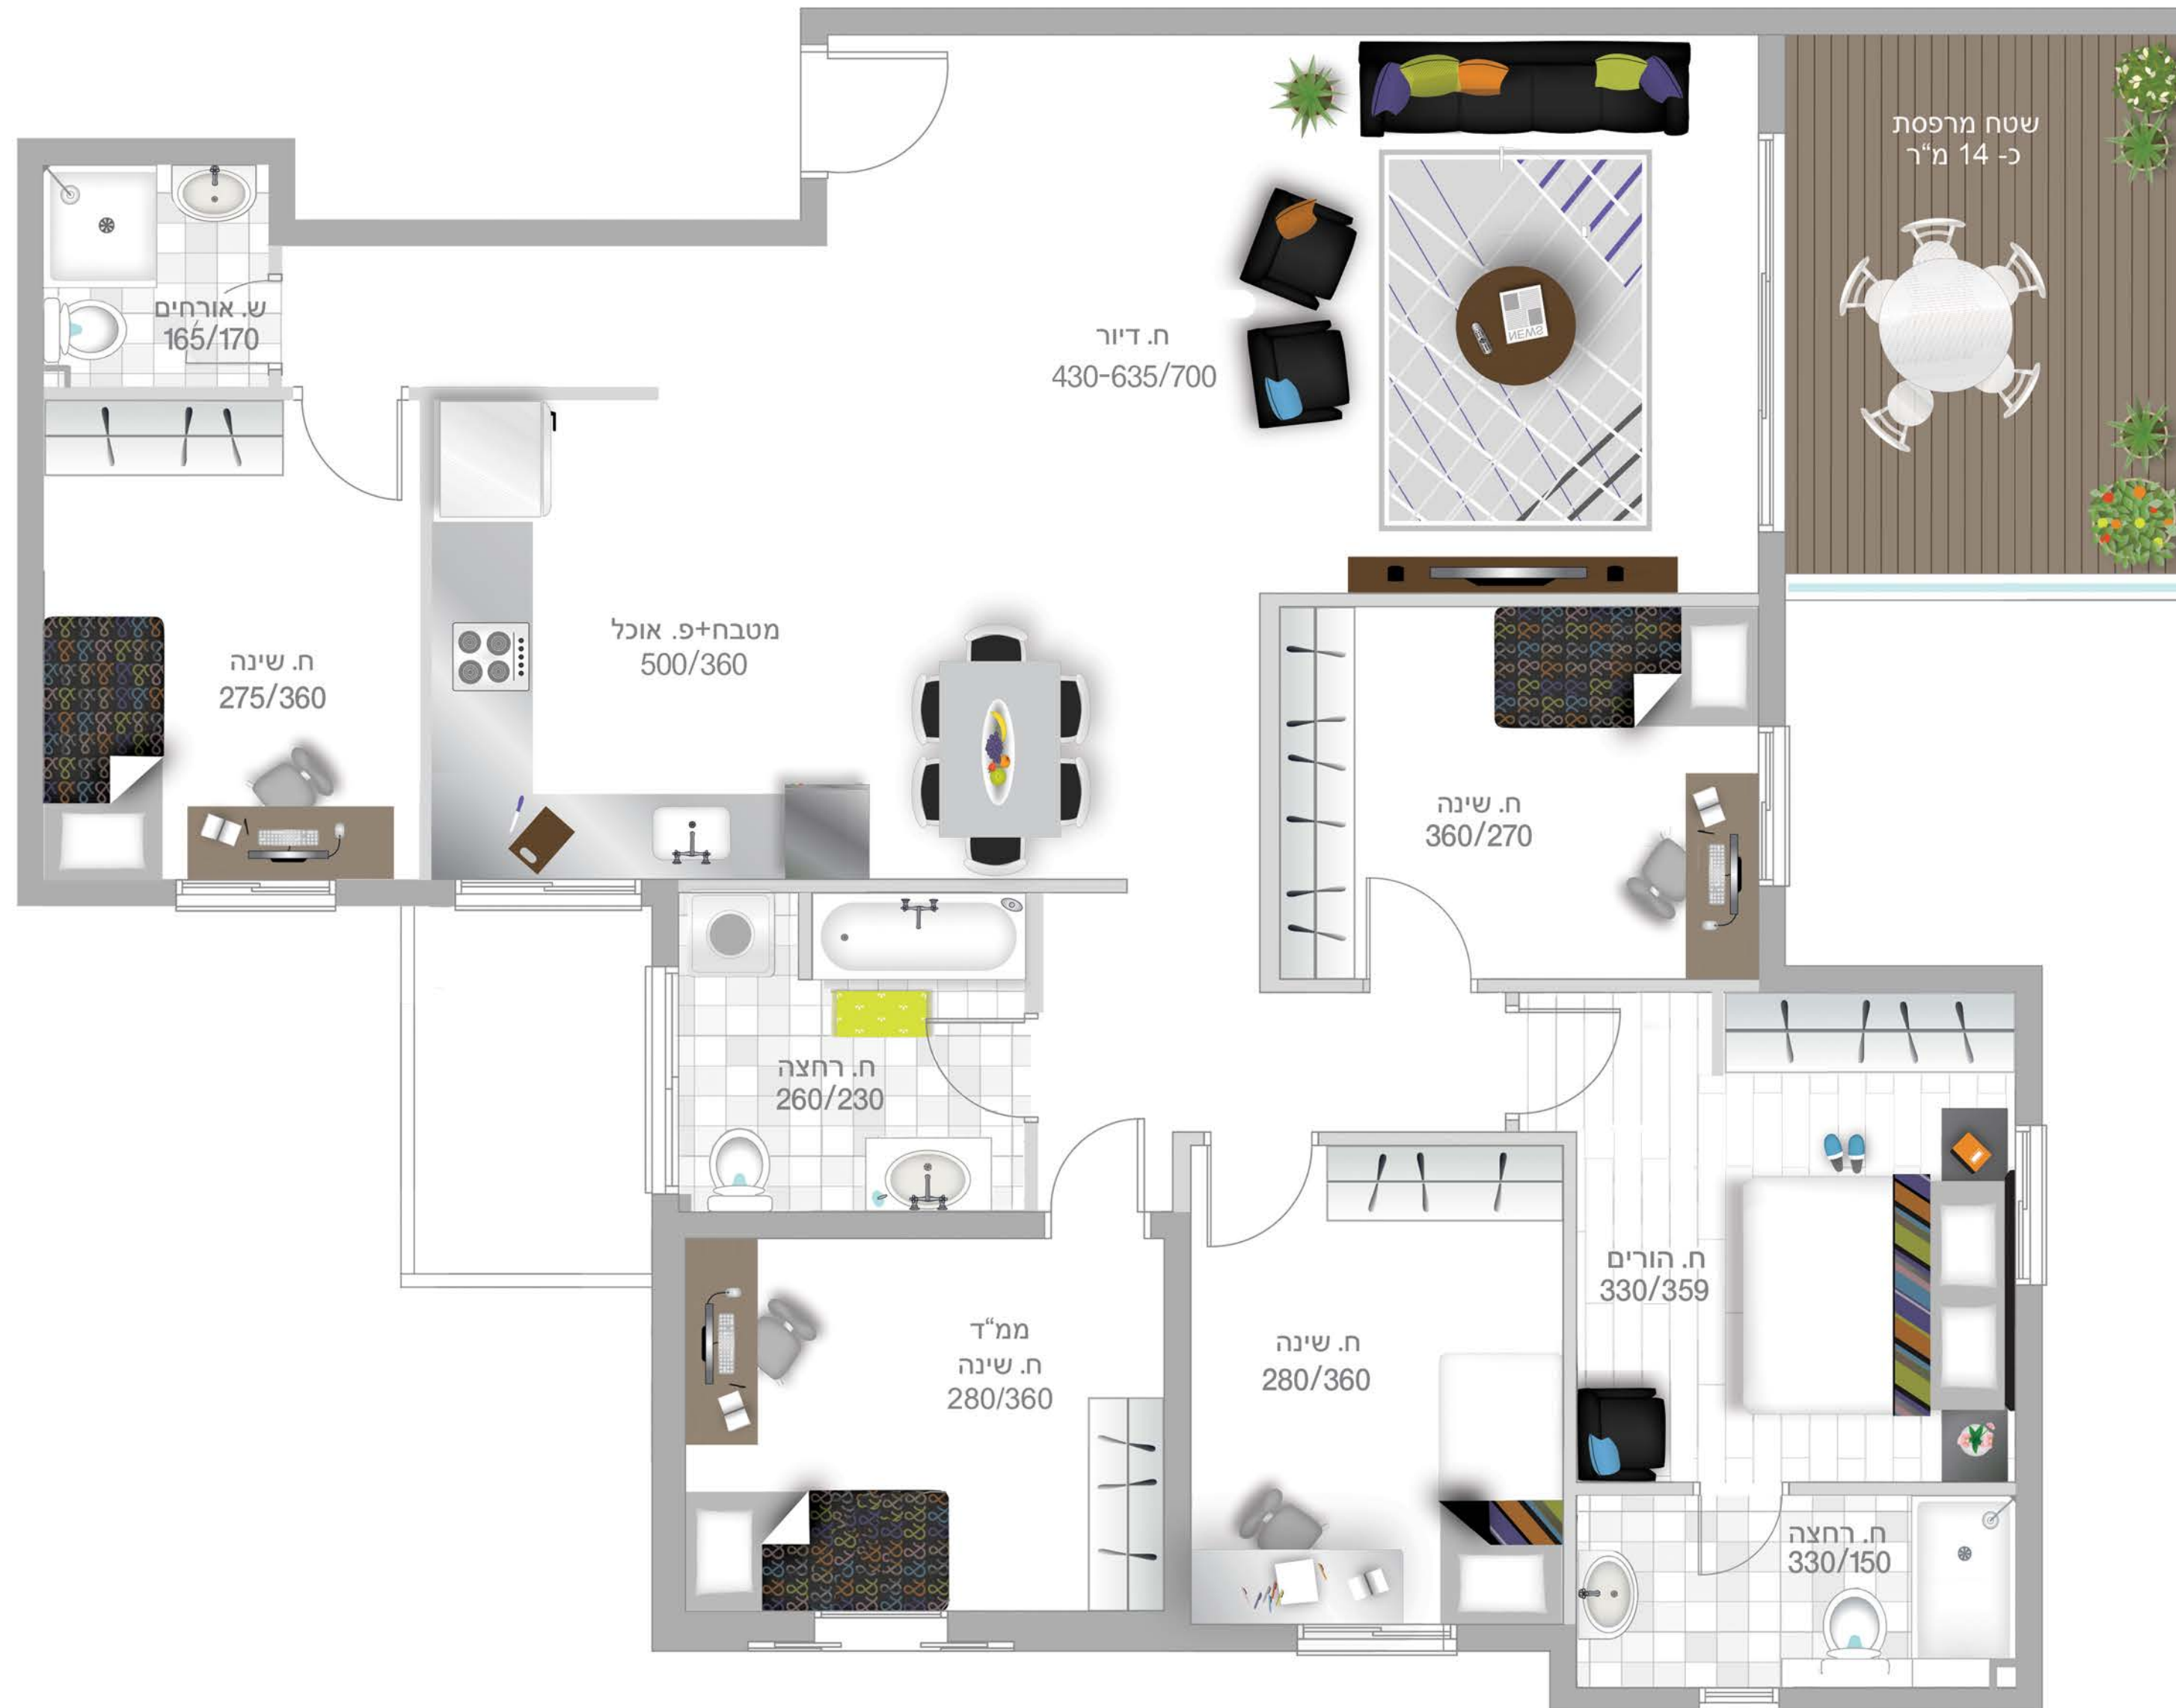 שטח מרפסת
כ- 14 מ"ר
ש. אורחים
165/170
ח. דיור
430-635/700
NEWS
ח. שינה
275/360
מטבח+פ. אוכל
500/360
ח. שינה
360/270
ח. רחצה
260/230
ח. הורים
330/359
ממ"ד
ח. שינה
280/360
ח. שינה
280/360
ח. רחצה
330/150